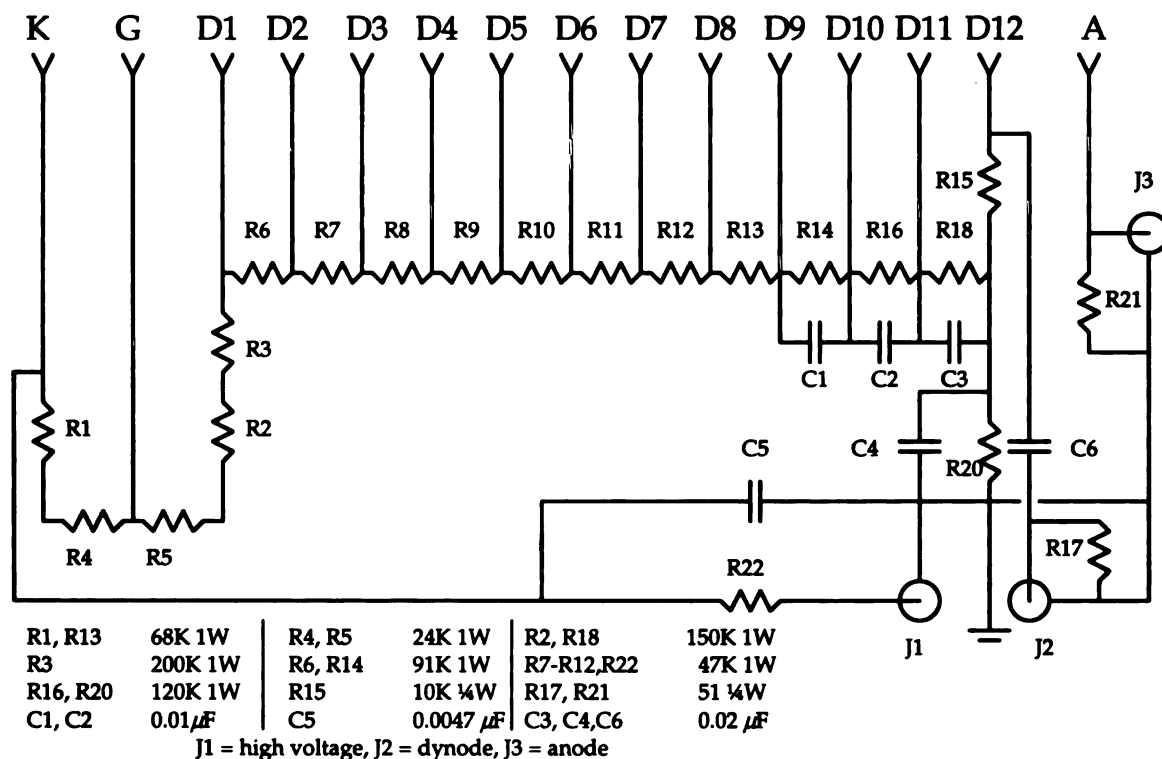 K G D1 D2 D3 D4 D5 D6 D7 D8 D9 D10 D11 D12 A
R15 J3
R6 R7 R8 R9 R10 R11 R12 R13 R14 R16 R18
R21
R3
C1 C2 C3
R1 R2
C5 C4 R20 C6
R4 R5 R17
R22
J1 J2
R1, R13 68K 1W R4, R5 24K 1W R2, R18 150K 1W
R3 200K 1W R6, R14 91K 1W R7-R12,R22 47K 1W
R16, R20 120K 1W R15 10K ¼W R17, R21 51 ¼W
C1, C2 0.01 µF C5 0.0047 µF C3, C4,C6 0.02 µF
J1 = high voltage, J2 = dynode, J3 = anode